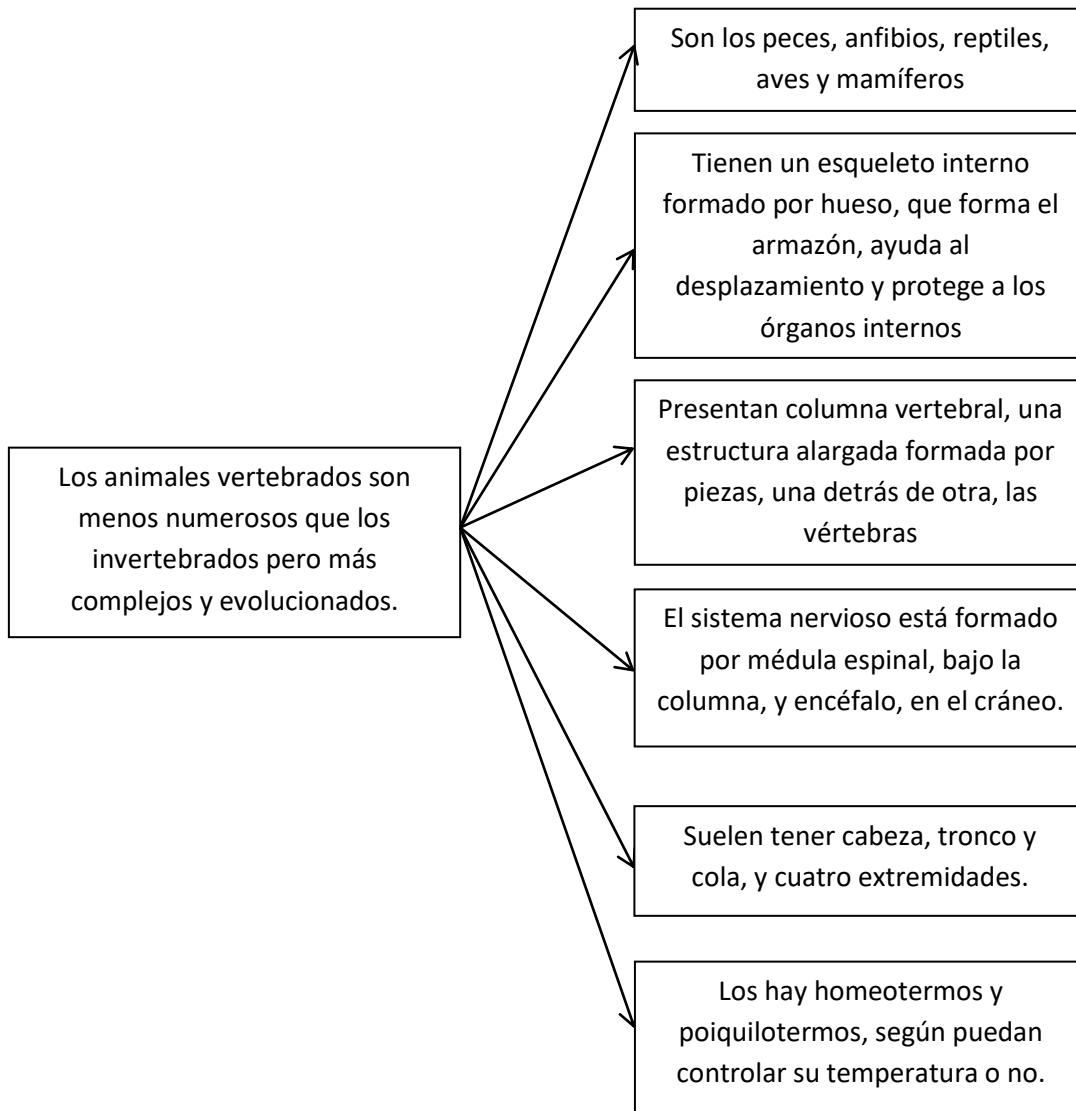 Son los peces, anfibios, reptiles,
aves y mamíferos
Tienen un esqueleto interno
formado por hueso, que forma el
armazón, ayuda al
desplazamiento y protege a los
órganos internos
Presentan columna vertebral, una
estructura alargada formada por
piezas, una detrás de otra, las
vértebras
Los animales vertebrados son
menos numerosos que los
invertebrados pero más
complejos y evolucionados.
El sistema nervioso está formado
por médula espinal, bajo la
columna, y encéfalo, en el cráneo.
Suelen tener cabeza, tronco y
cola, y cuatro extremidades.
Los hay homeotermos y
poiquilotermos, según puedan
controlar su temperatura o no.